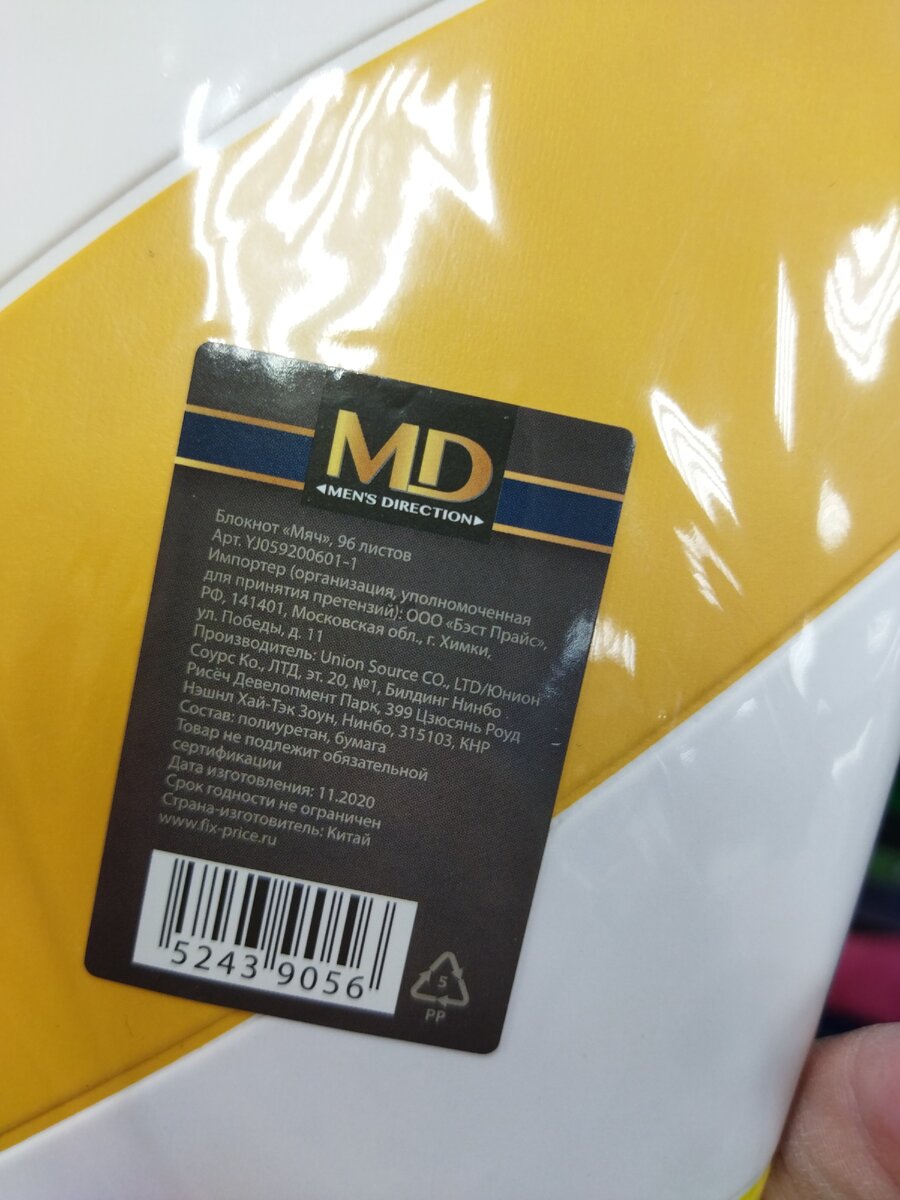 MD
MEN'S DIRECTION
Блокнот «Мяч», 96 листов
Арт. YJ059200601-1
Импортер (организация, уполномоченная
для принятия претензий): ООО «Бэст Прайс»,
РФ, 141401, Московская обл., г. Химки,
ул. Победы, д. 11
Производитель: Union Source CO., LTD/Юнион
Соурс Ко., ЛТД, эт. 20, №1, Билдинг Нинбо
Рисёч Девелопмент Парк, 399 Цзюсянь Роуд
Нэшнл Хай-Тэк Зоун, Нинбо, 315103, КНР
Состав: полиуретан, бумага
Товар не подлежит обязательной
сертификации
Дата изготовления: 11.2020
Срок годности не ограничен
Страна-изготовитель: Китай
www.fix-price.ru
5243 9056
5
PP